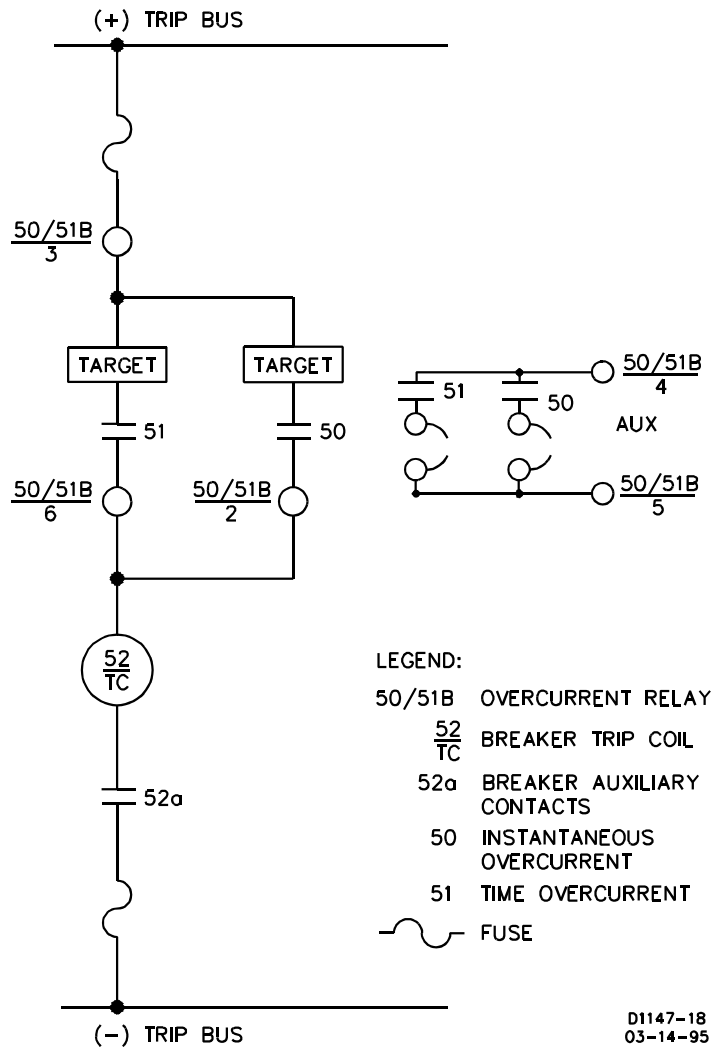 (+) TRIP BUS
50/51B
3
TARGET
TARGET
51
50
50/51B
6
50/51B
2
50/51B
4
51
50
AUX
50/51B
5
52
TC
52a
LEGEND:
50/51B OVERCURRENT RELAY
52
TC BREAKER TRIP COIL
52a BREAKER AUXILIARY
CONTACTS
50 INSTANTANEOUS
OVERCURRENT
51 TIME OVERCURRENT
FUSE
(−) TRIP BUS
D1147-18
03-14-95